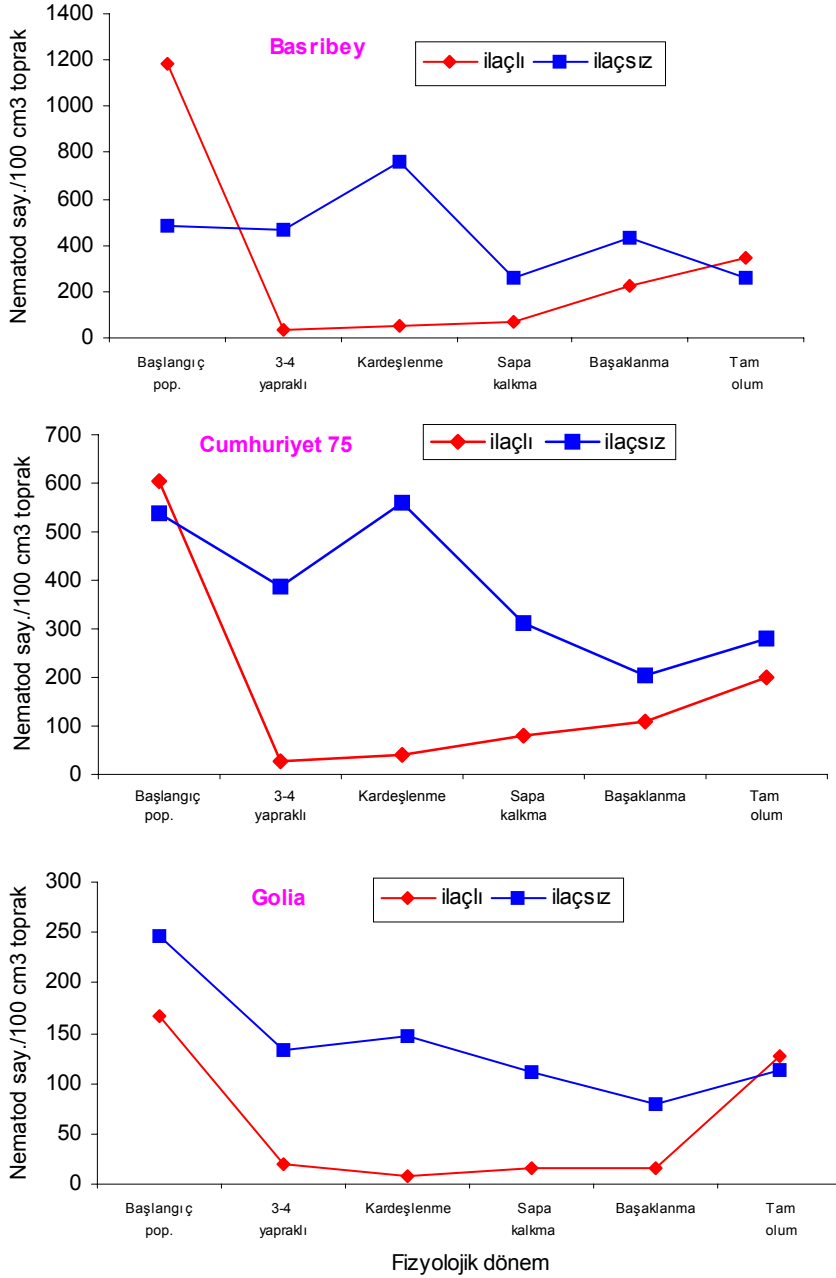 Basribey
ilaçlı ilaçsız
Nematod say./100 cm3 toprak
1400
1200
1000
800
600
400
200
0
Başlangıç pop.
3-4 yapraklı
Kardeşlenme
Sapa kalkma
Başaklanma
Tam olum
Cumhuriyet 75
ilaçlı ilaçsız
Nematod say./100 cm3 toprak
700
600
500
400
300
200
100
0
Başlangıç pop.
3-4 yapraklı
Kardeşlenme
Sapa kalkma
Başaklanma
Tam olum
Golia
ilaçlı ilaçsız
Nematod say./100 cm3 toprak
300
250
200
150
100
50
0
Başlangıç pop.
3-4 yapraklı
Kardeşlenme
Sapa kalkma
Başaklanma
Tam olum
Fizyolojik dönem